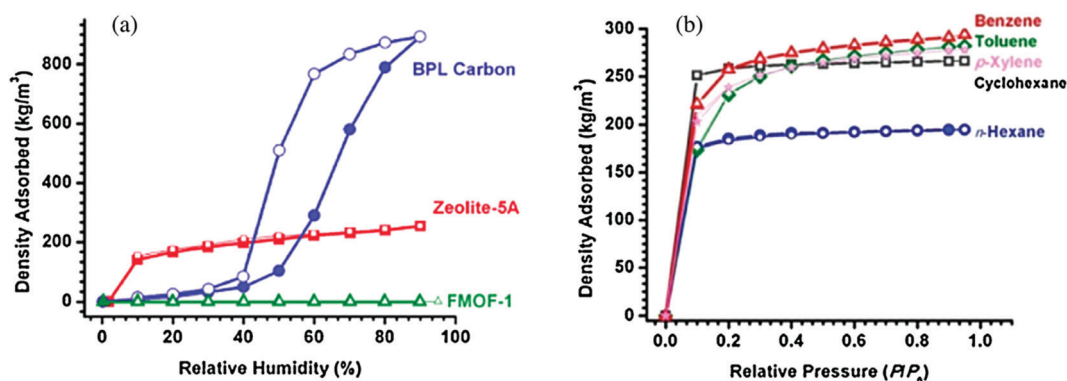 (a)
Density Adsorbed (kg/m³)
800
600
400
200
0
BPL Carbon
Zeolite-5A
FMOF-1
0 20 40 60 80 100
Relative Humidity (%)
(b)
Density Adsorbed (kg/m³)
300
250
200
150
100
50
0
Benzene
Toluene
p-Xylene
Cyclohexane
n-Hexane
0.0 0.2 0.4 0.6 0.8 1.0
Relative Pressure (P/P₀)